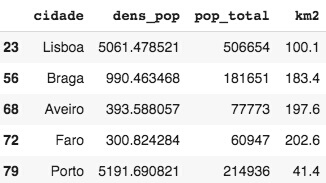 cidade dens_pop pop_total km2
23 Lisboa 5061.478521 506654 100.1
56 Braga 990.463468 181651 183.4
68 Aveiro 393.588057 77773 197.6
72 Faro 300.824284 60947 202.6
79 Porto 5191.690821 214936 41.4